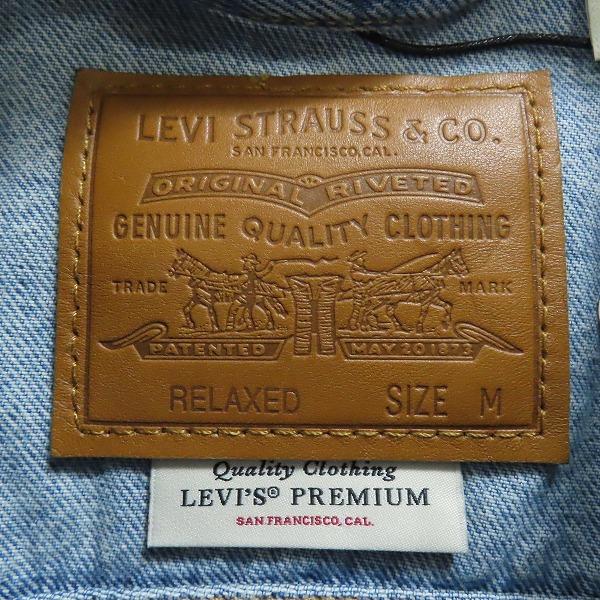 LEVI STRAUSS & CO.
SAN FRANCISCO, CAL.
ORIGINAL RIVETED
GENUINE QUALITY CLOTHING
TRADE MARK
PATENTED MAY 20 1873
RELAXED SIZE M
Quality Clothing
LEVI'S® PREMIUM
SAN FRANCISCO, CAL.